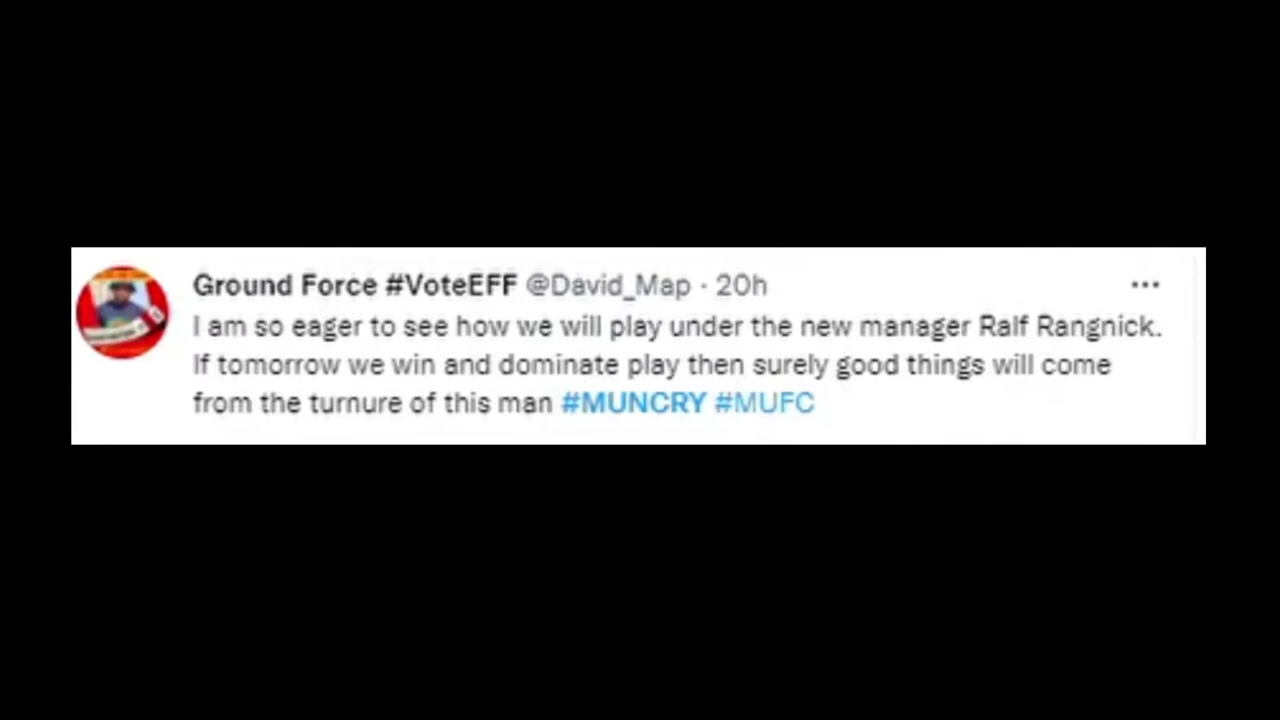 Ground Force #VoteEFF @David_Map · 20h
I am so eager to see how we will play under the new manager Ralf Rangnick.
If tomorrow we win and dominate play then surely good things will come
from the turnure of this man #MUNCRY #MUFC